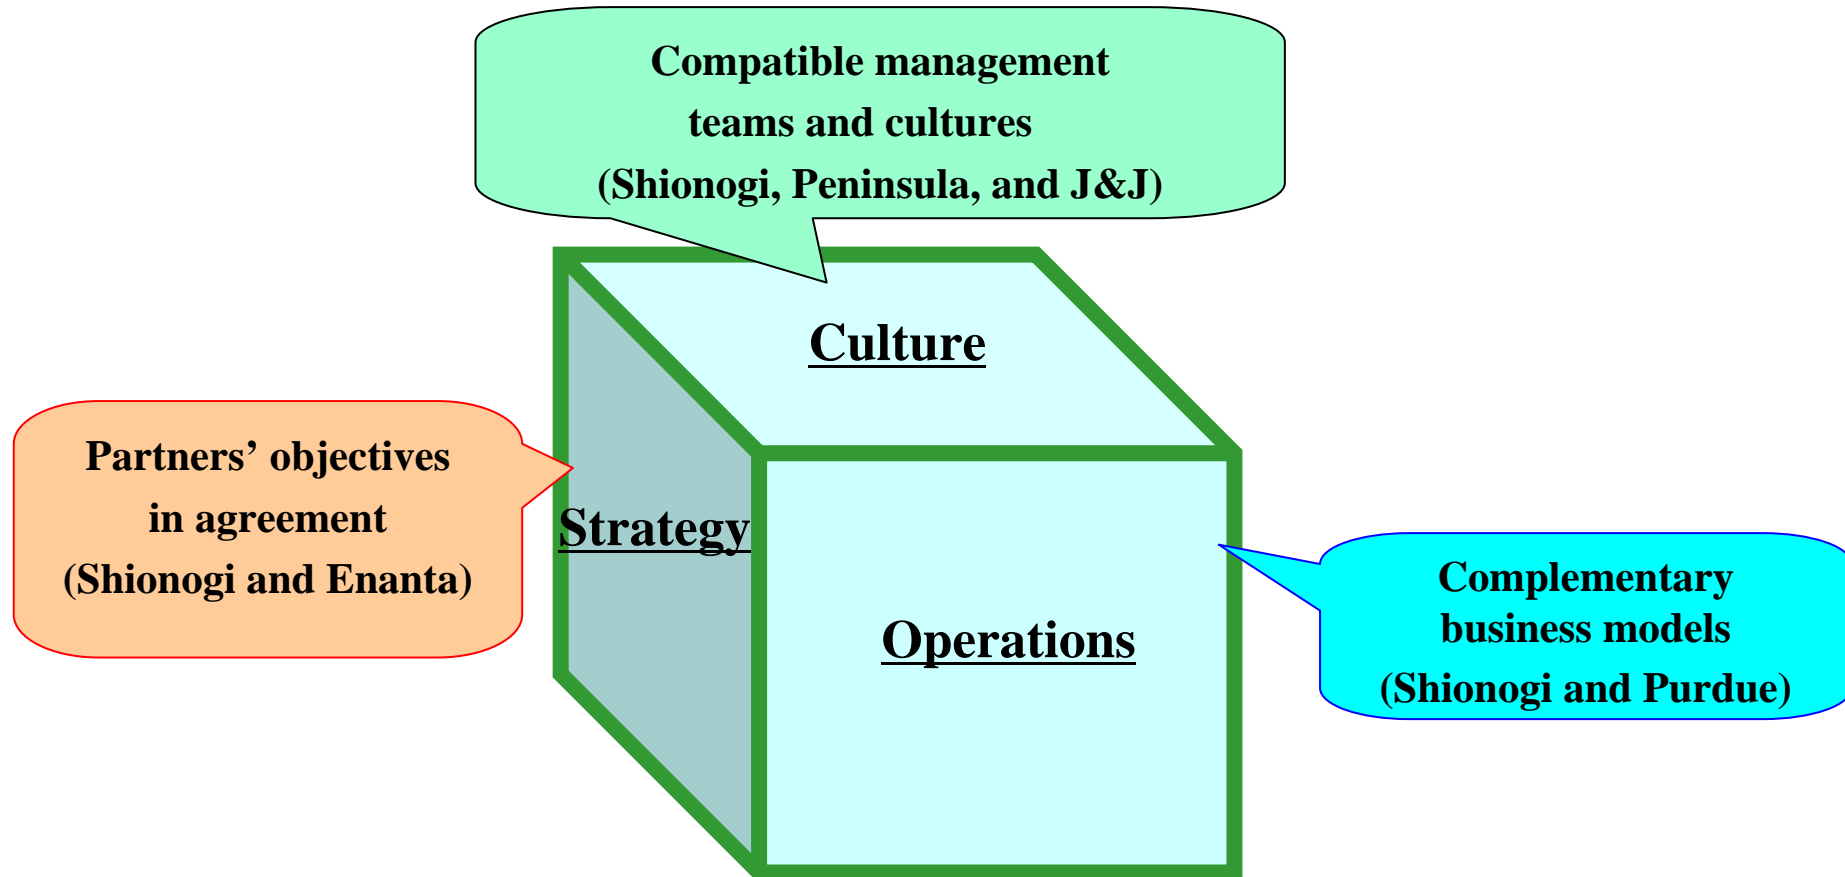 Compatible management
teams and cultures
(Shionogi, Peninsula, and J&J)
Culture
Partners’ objectives
in agreement
(Shionogi and Enanta)
Strategy
Operations
Complementary
business models
(Shionogi and Purdue)